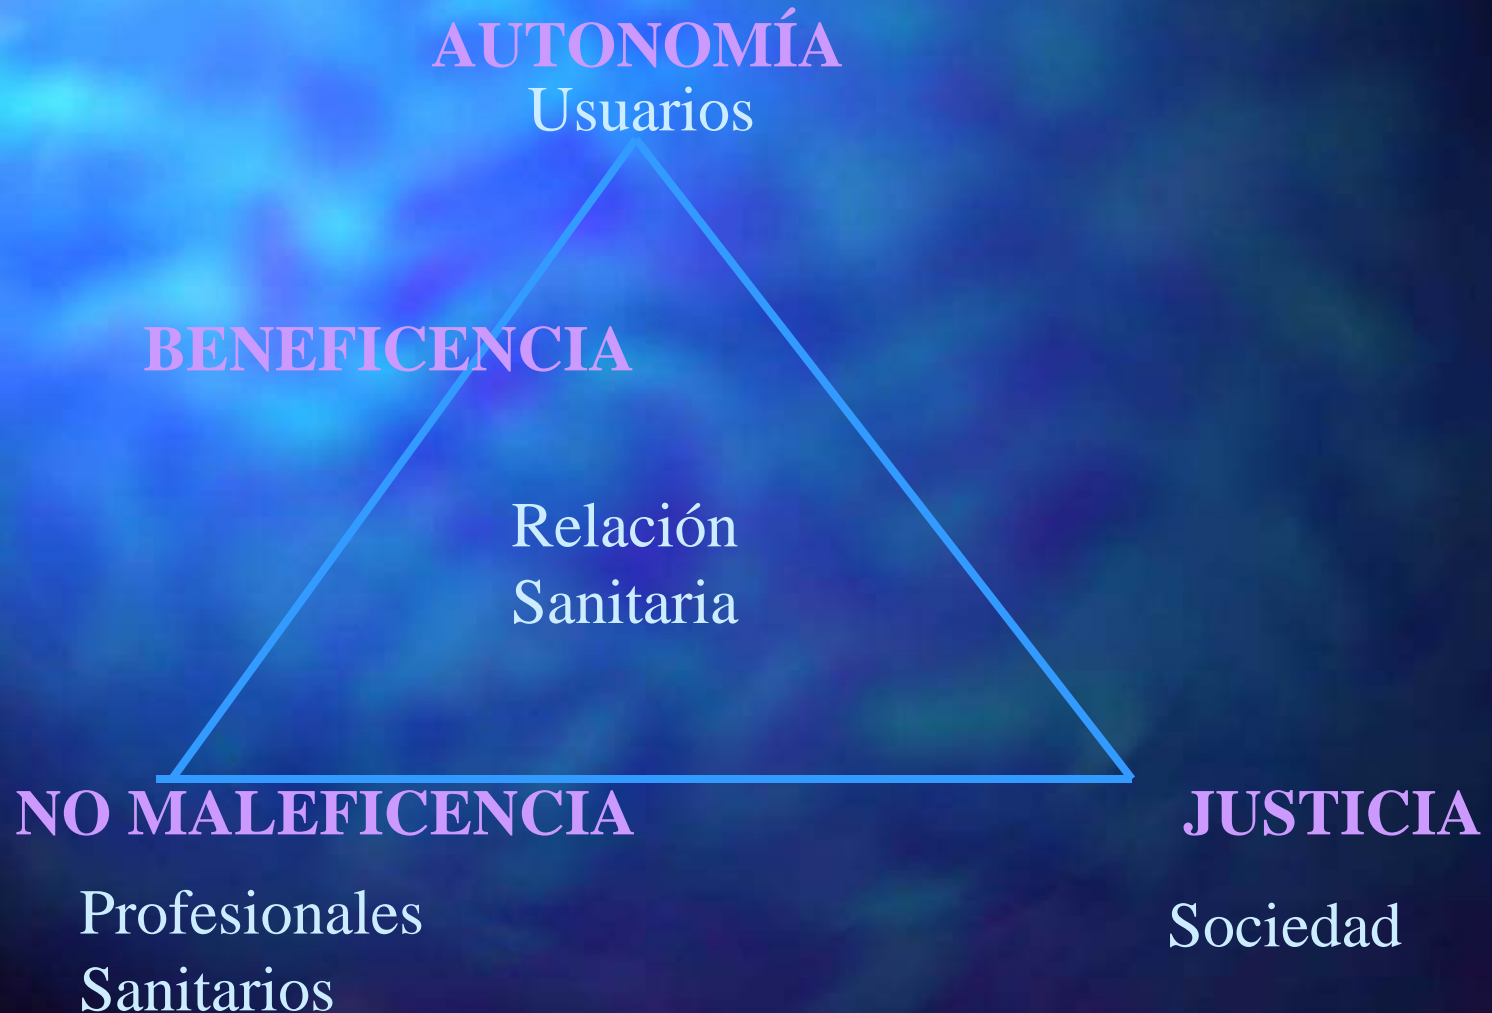 AUTONOMÍA
Usuarios
BENEFICENCIA
Relación
Sanitaria
NO MALEFICENCIA
JUSTICIA
Profesionales
Sanitarios
Sociedad